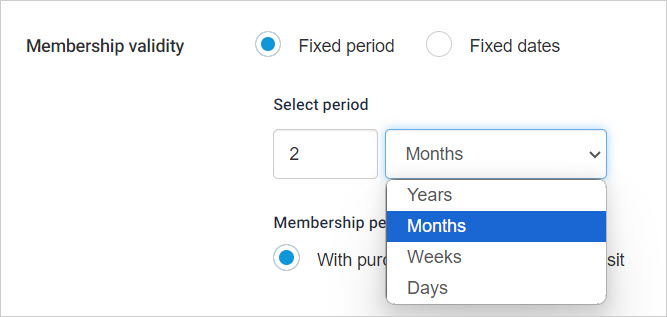 Membership validity Fixed period Fixed dates
Select period
2 Months
Years
Membership pe Months
Weeks
With purc sit
Days